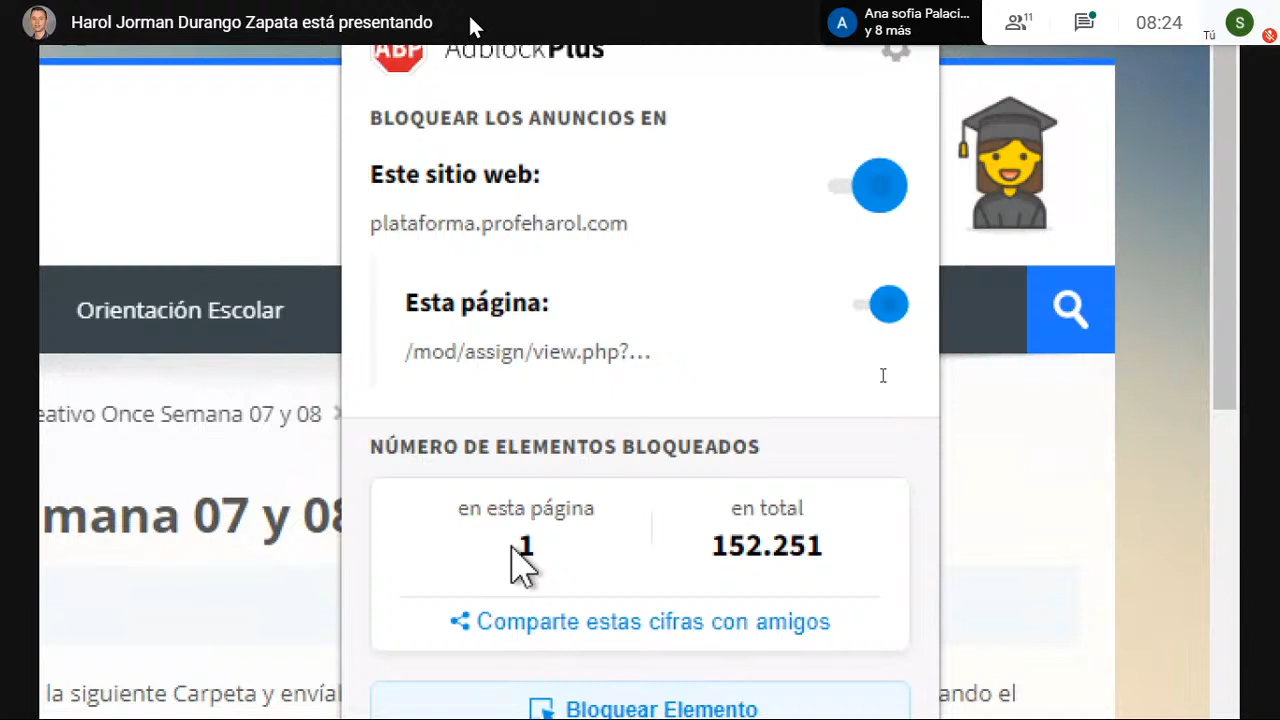 Harol Jorman Durango Zapata está presentando
A
Ana sofia Palaci...
y 8 más
11
08:24
Tú
S
ABP AdblockPlus
BLOQUEAR LOS ANUNCIOS EN
Este sitio web:
plataforma.profeharol.com
Orientación Escolar
Esta página:
/mod/assign/view.php?...
eativo Once Semana 07 y 08
NÚMERO DE ELEMENTOS BLOQUEADOS
mana 07 y 08
en esta página
en total
1
152.251
Comparte estas cifras con amigos
la siguiente Carpeta y envíal
ando el
Bloquear Elemento